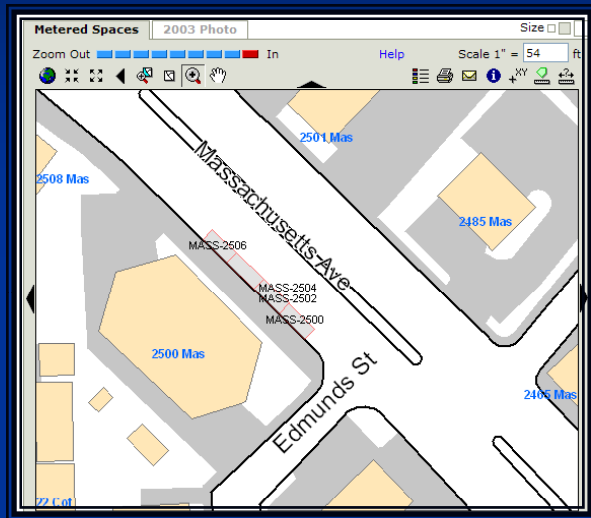 Metered Spaces 2003 Photo Size
Zoom Out In Help Scale 1" = 54 ft
XY
2501 Mas
Massachusetts Ave
2508 Mas
2485 Mas
MASS-2506
MASS-2504
MASS-2502
MASS-2500
2500 Mas
Edmunds St
2465 Mas
22 Cot